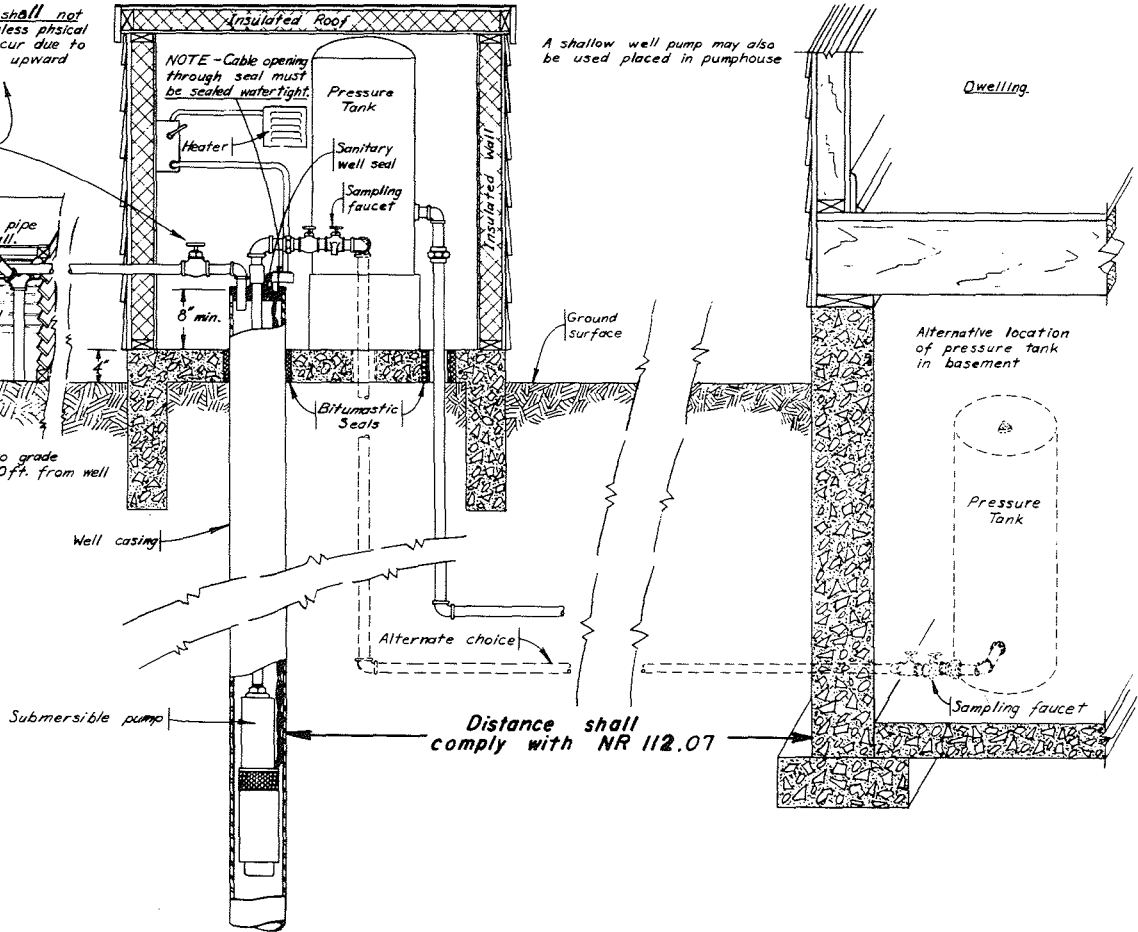 shall not
less phsical
cur due to
upward
Insulated Roof
NOTE - Cable opening
through seal must
be sealed watertight.
Pressure
Tank
Heater
Sanitary
well seal
Sampling
faucet
Insulated Wall
A shallow well pump may also
be used placed in pumphouse
Dwelling
pipe
all.
8" min.
4"
Ground
surface
Alternative location
of pressure tank
in basement
Bitumastic
Seals
o grade
0ft. from well
Well casing
Pressure
Tank
Alternate choice
Sampling faucet
Submersible pump
Distance shall
comply with NR 112.07